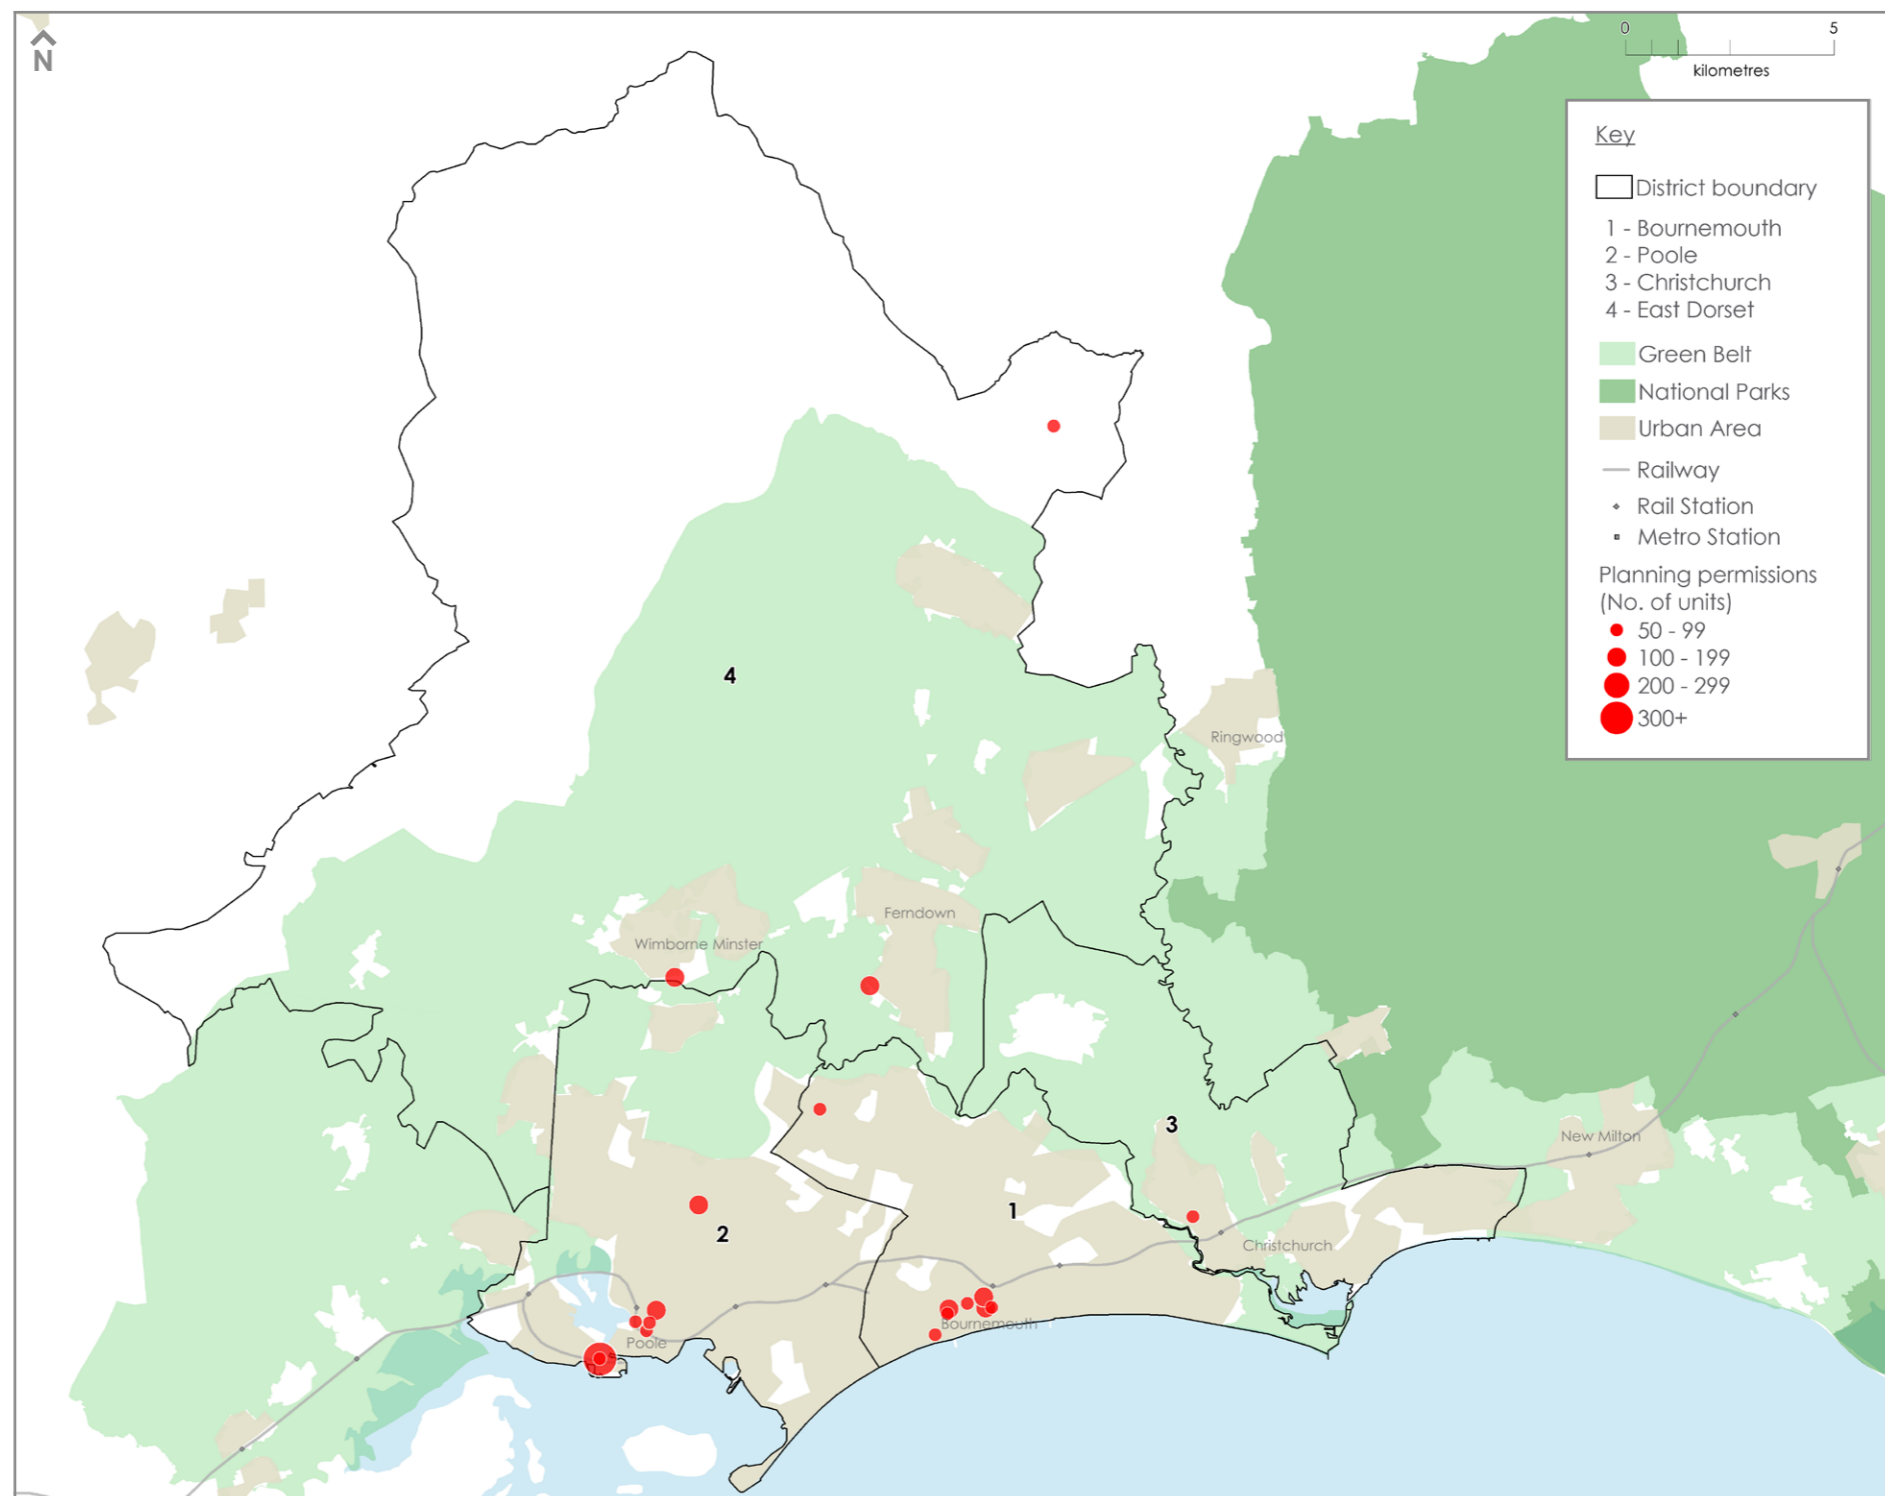 N
0 5
kilometres
Key
District boundary
1 - Bournemouth
2 - Poole
3 - Christchurch
4 - East Dorset
Green Belt
National Parks
Urban Area
Railway
Rail Station
Metro Station
Planning permissions
(No. of units)
50 - 99
100 - 199
200 - 299
300+
4
Ringwood
Ferndown
Wimborne Minster
3
New Milton
1
2
Christchurch
Bournemouth
Poole